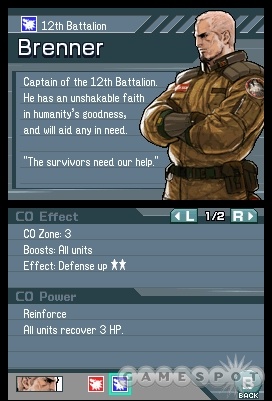 12th Battalion
Brenner
Captain of the 12th Battalion.
He has an unshakable faith
in humanity's goodness,
and will aid any in need.
"The survivors need our help."
CO Effect
L 1/2 R
CO Zone: 3
Boosts: All units
Effect: Defense up ★★
CO Power
Reinforce
All units recover 3 HP.
GAMESPOT
B
BACK